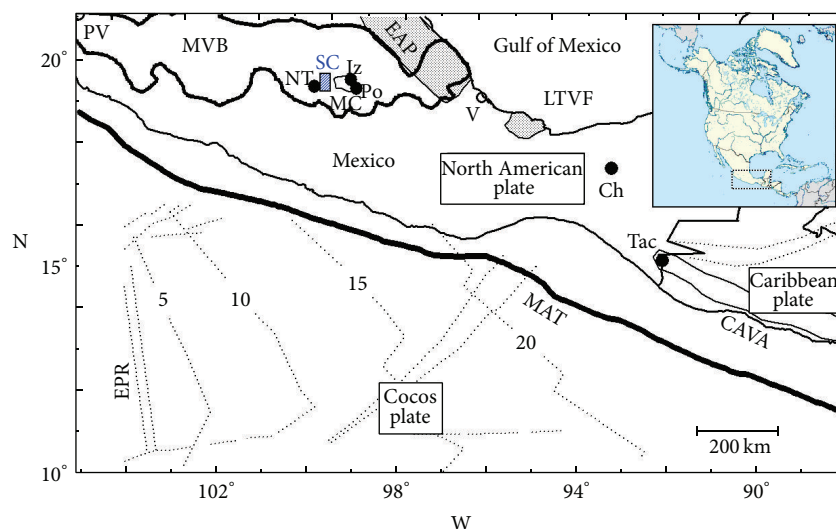 20°
PV
MVB
EAP
Gulf of Mexico
SC
Iz
NT
Po
MC
V
LTVF
Mexico
North American
plate
Ch
N
Tac
15°
5
10
15
MAT
20
Caribbean
plate
CAVA
EPR
Cocos
plate
200 km
10°
102°
98°
94°
90°
W